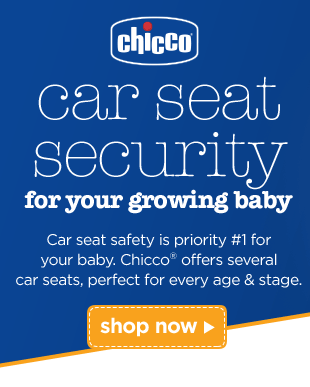 chicco
car seat
security
for your growing baby
Car seat safety is priority #1 for
your baby. Chicco® offers several
car seats, perfect for every age & stage.
shop now